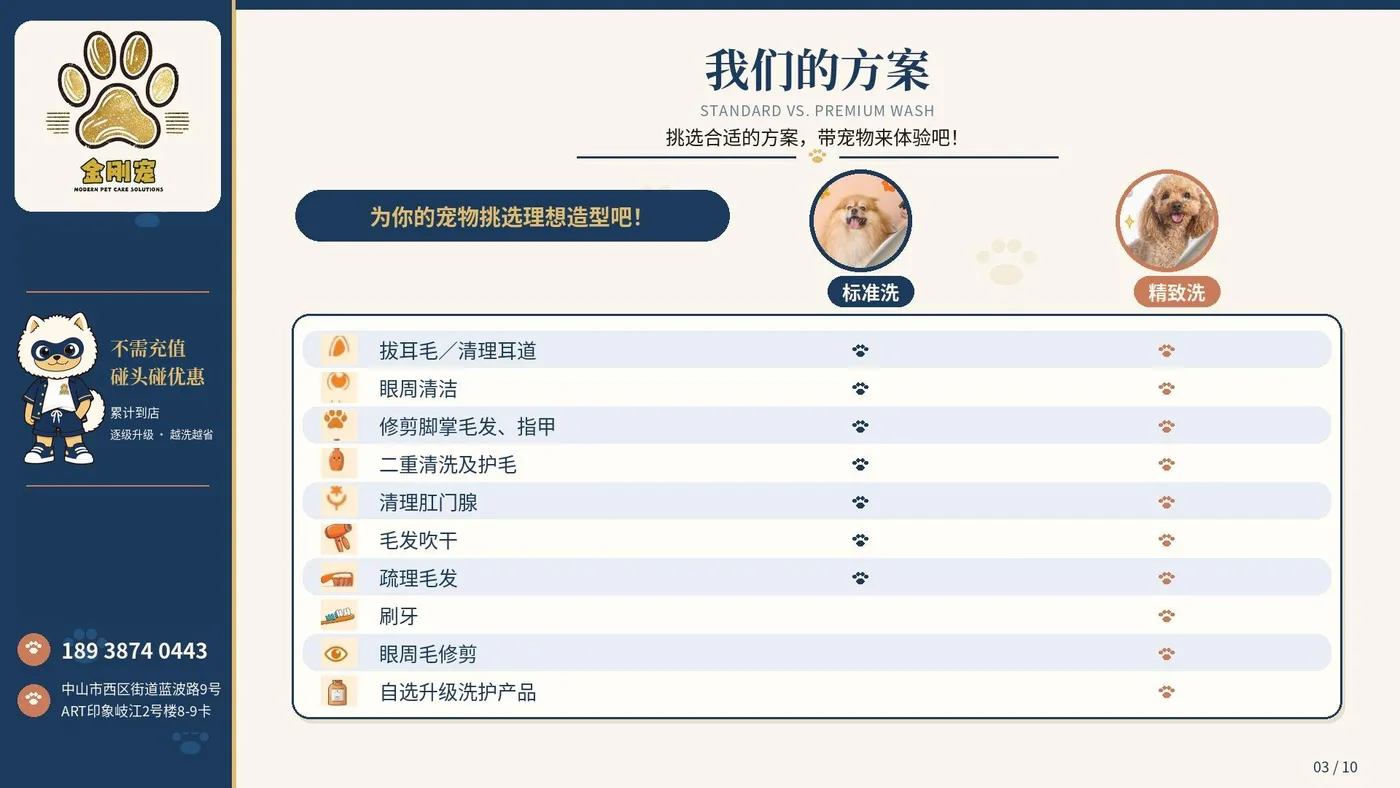 金刚宠
MODERN PET CARE SOLUTIONS
不需充值
碰头碰优惠
累计到店
逐级升级 · 越洗越省
189 3874 0443
中山市西区街道蓝波路9号
ART印象岐江2号楼8-9卡
我们的方案
STANDARD VS. PREMIUM WASH
挑选合适的方案，带宠物来体验吧！
为你的宠物挑选理想造型吧！
标准洗
精致洗
拔耳毛／清理耳道
眼周清洁
修剪脚掌毛发、指甲
二重清洗及护毛
清理肛门腺
毛发吹干
疏理毛发
刷牙
眼周毛修剪
自选升级洗护产品
03 / 10